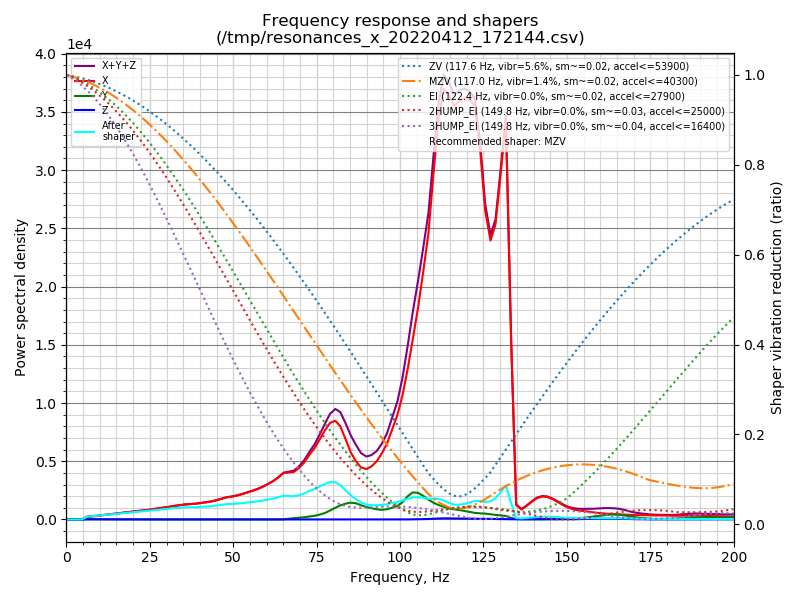 Frequency response and shapers
(/tmp/resonances_x_20220412_172144.csv)
1e4
X+Y+Z
X
Y
Z
After
shaper
ZV (117.6 Hz, vibr=5.6%, sm~=0.02, accel<=53900)
MZV (117.0 Hz, vibr=1.4%, sm~=0.02, accel<=40300)
EI (122.4 Hz, vibr=0.0%, sm~=0.02, accel<=27900)
2HUMP_EI (149.8 Hz, vibr=0.0%, sm~=0.03, accel<=25000)
3HUMP_EI (149.8 Hz, vibr=0.0%, sm~=0.04, accel<=16400)
Recommended shaper: MZV
Power spectral density
4.0
3.5
3.0
2.5
2.0
1.5
1.0
0.5
0.0
1.0
0.8
0.6
0.4
0.2
0.0
Shaper vibration reduction (ratio)
0 25 50 75 100 125 150 175 200
Frequency, Hz